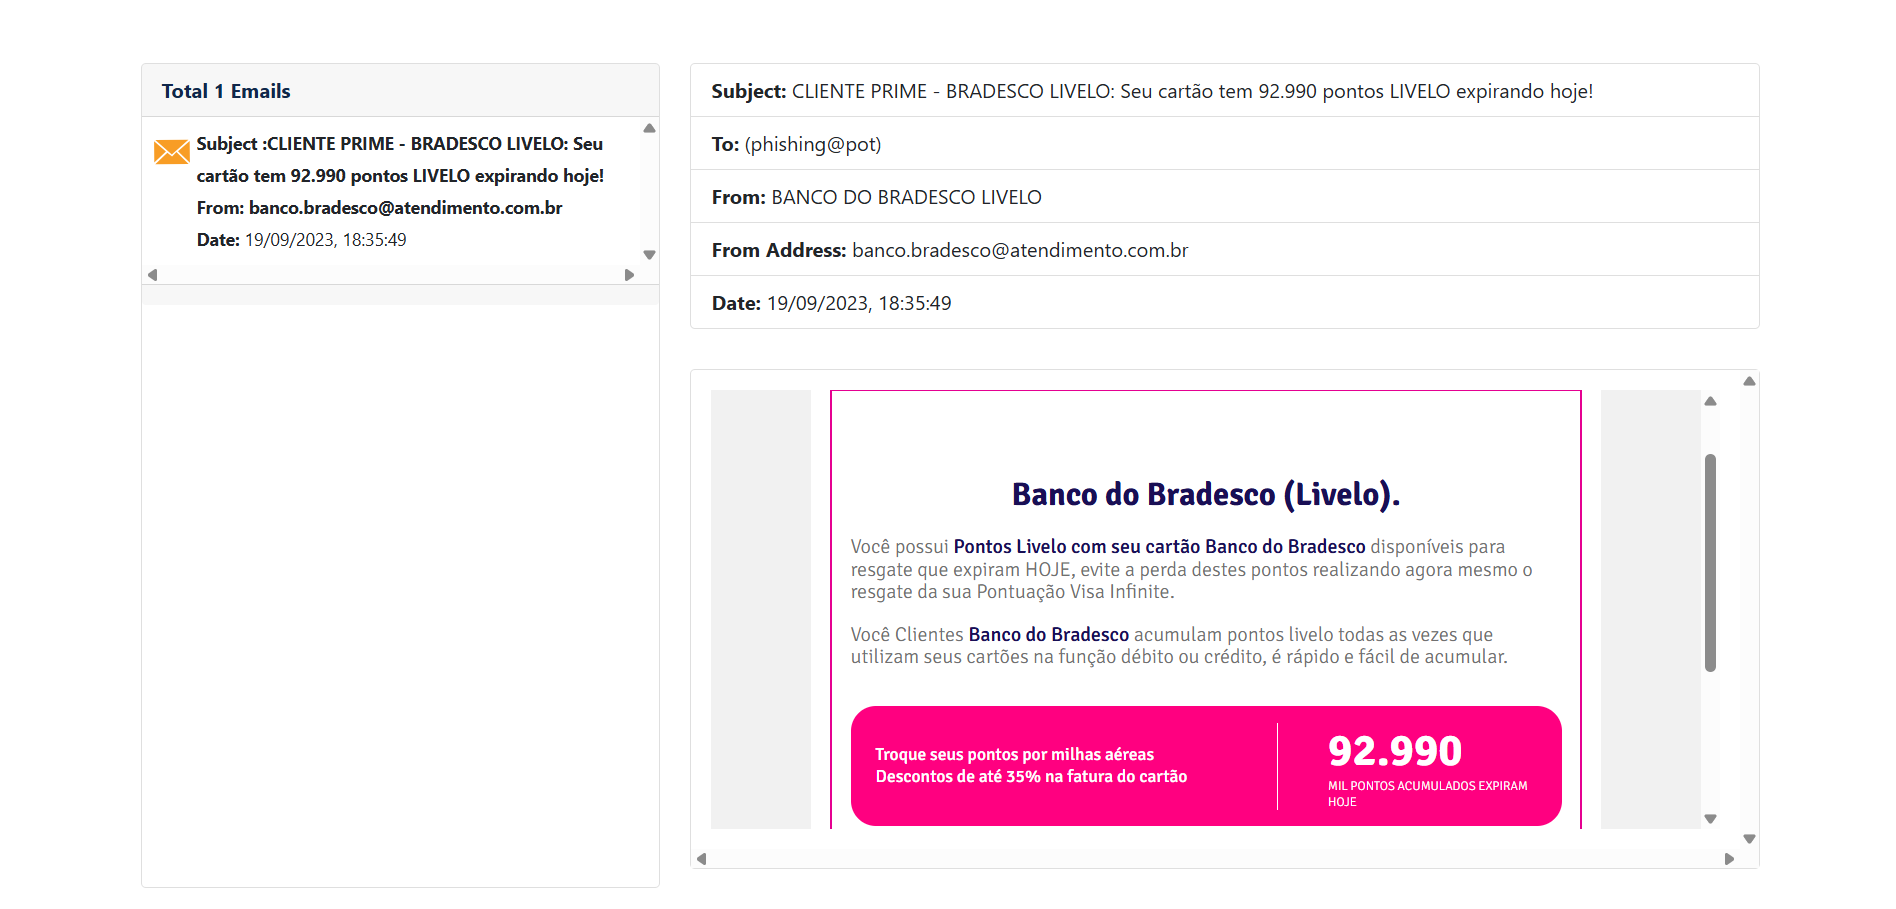 Total 1 Emails
Subject :CLIENTE PRIME - BRADESCO LIVELO: Seu
cartão tem 92.990 pontos LIVELO expirando hoje!
From: banco.bradesco@atendimento.com.br
Date: 19/09/2023, 18:35:49
Subject: CLIENTE PRIME - BRADESCO LIVELO: Seu cartão tem 92.990 pontos LIVELO expirando hoje!
To: (phishing@pot)
From: BANCO DO BRADESCO LIVELO
From Address: banco.bradesco@atendimento.com.br
Date: 19/09/2023, 18:35:49
Banco do Bradesco (Livelo).
Você possui Pontos Livelo com seu cartão Banco do Bradesco disponíveis para
resgate que expiram HOJE, evite a perda destes pontos realizando agora mesmo o
resgate da sua Pontuação Visa Infinite.
Você Clientes Banco do Bradesco acumulam pontos livelo todas as vezes que
utilizam seus cartões na função débito ou crédito, é rápido e fácil de acumular.
Troque seus pontos por milhas aéreas
Descontos de até 35% na fatura do cartão
92.990
MIL PONTOS ACUMULADOS EXPIRAM
HOJE